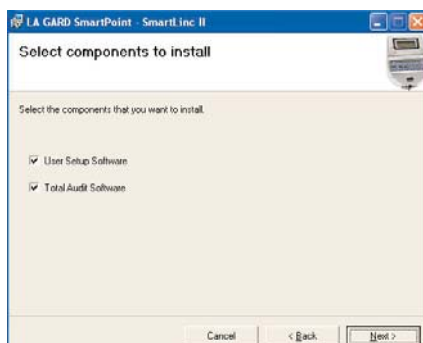 LA GARD SmartPoint - SmartLinc II
Select components to install
Select the components that you want to install.
User Setup Software
Total Audit Software
Cancel
< Back
Next >